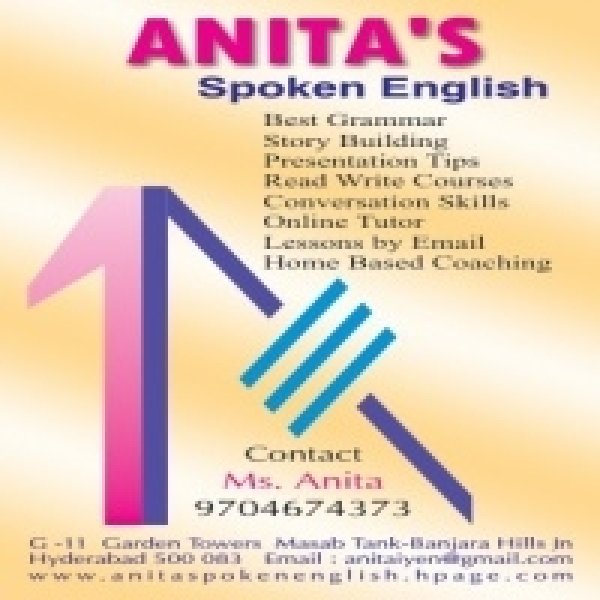 ANITA'S
Spoken English
Best Grammar
Story Building
Presentation Tips
Read Write Courses
Conversation Skills
Online Tutor
Lessons by Email
Home Based Coaching
Contact
Ms. Anita
9704674373
G -11 Garden Towers Masab Tank-Banjara Hills Jn
Hyderabad 500 083 Email : anitaiyen@gmail.com
www.anitaspokenenglish.hpage.com